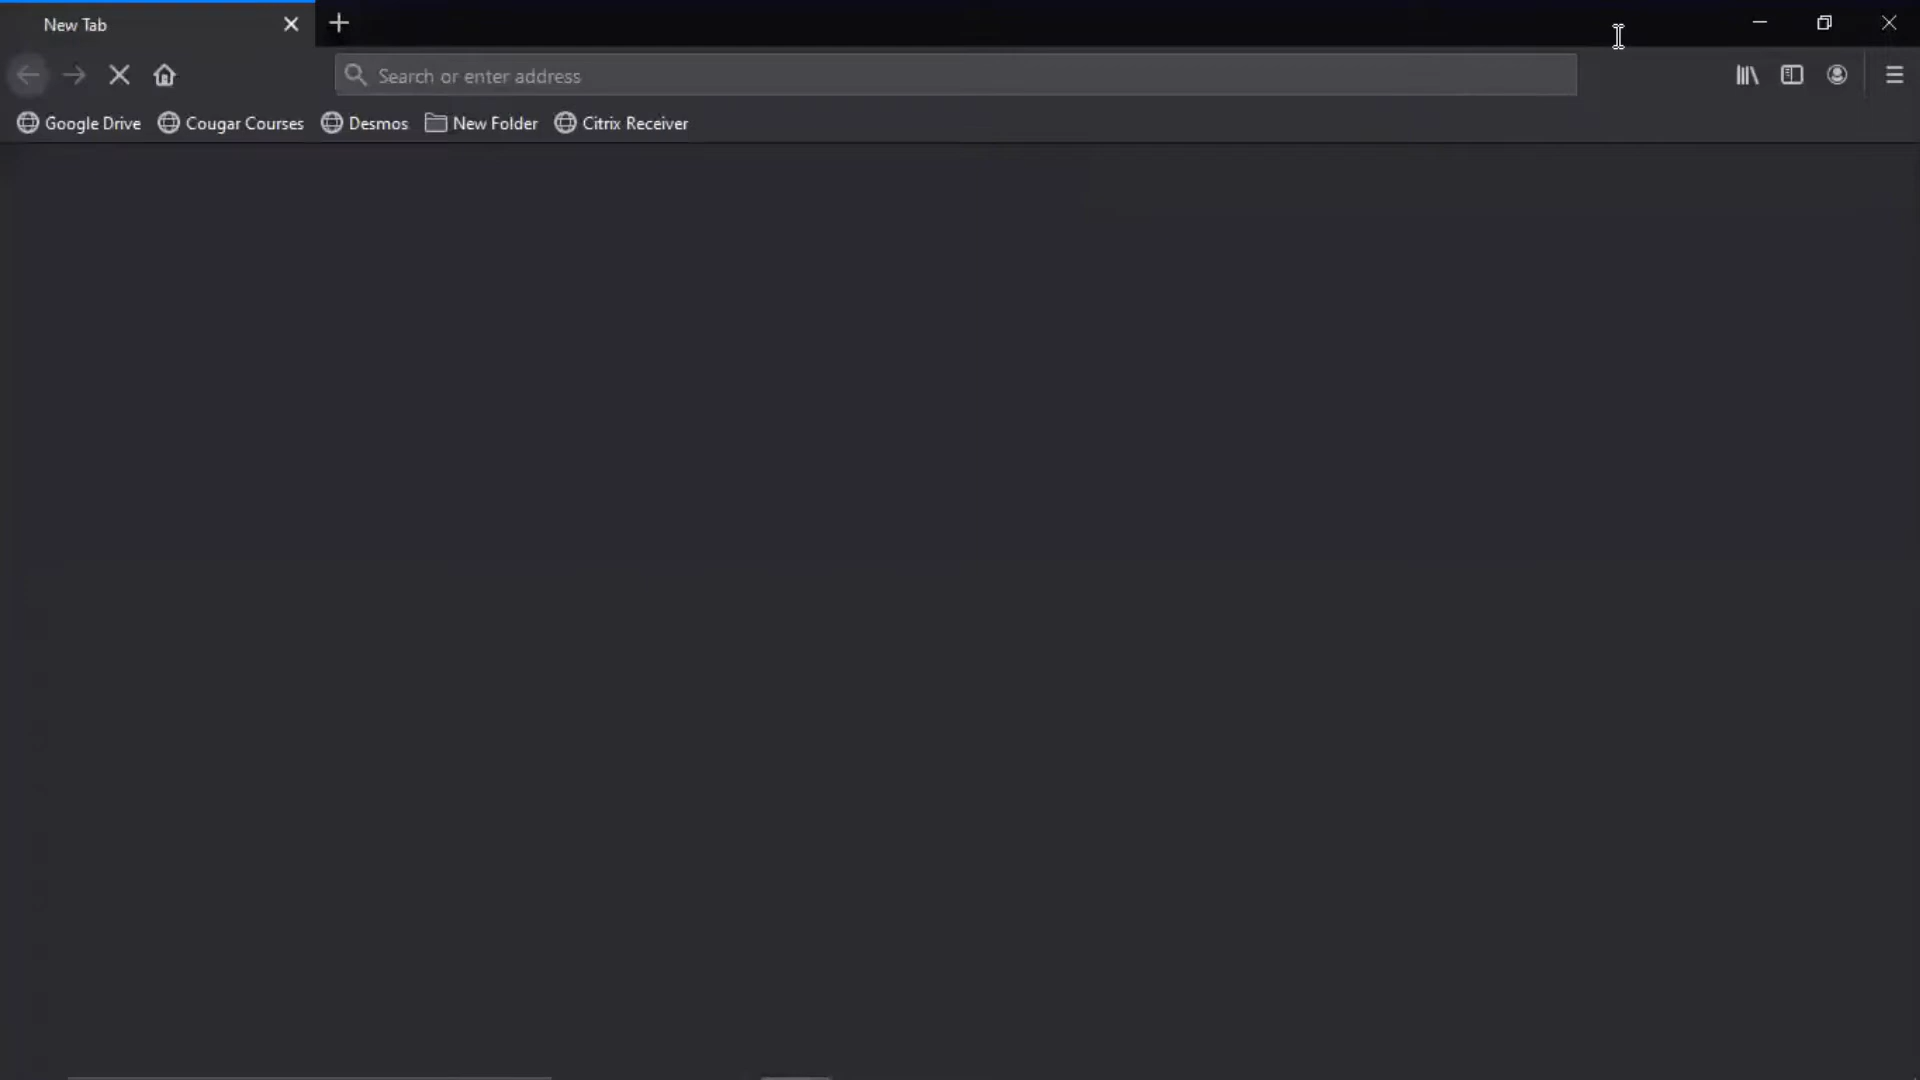 New Tab
Search or enter address
Google Drive Cougar Courses Desmos New Folder Citrix Receiver